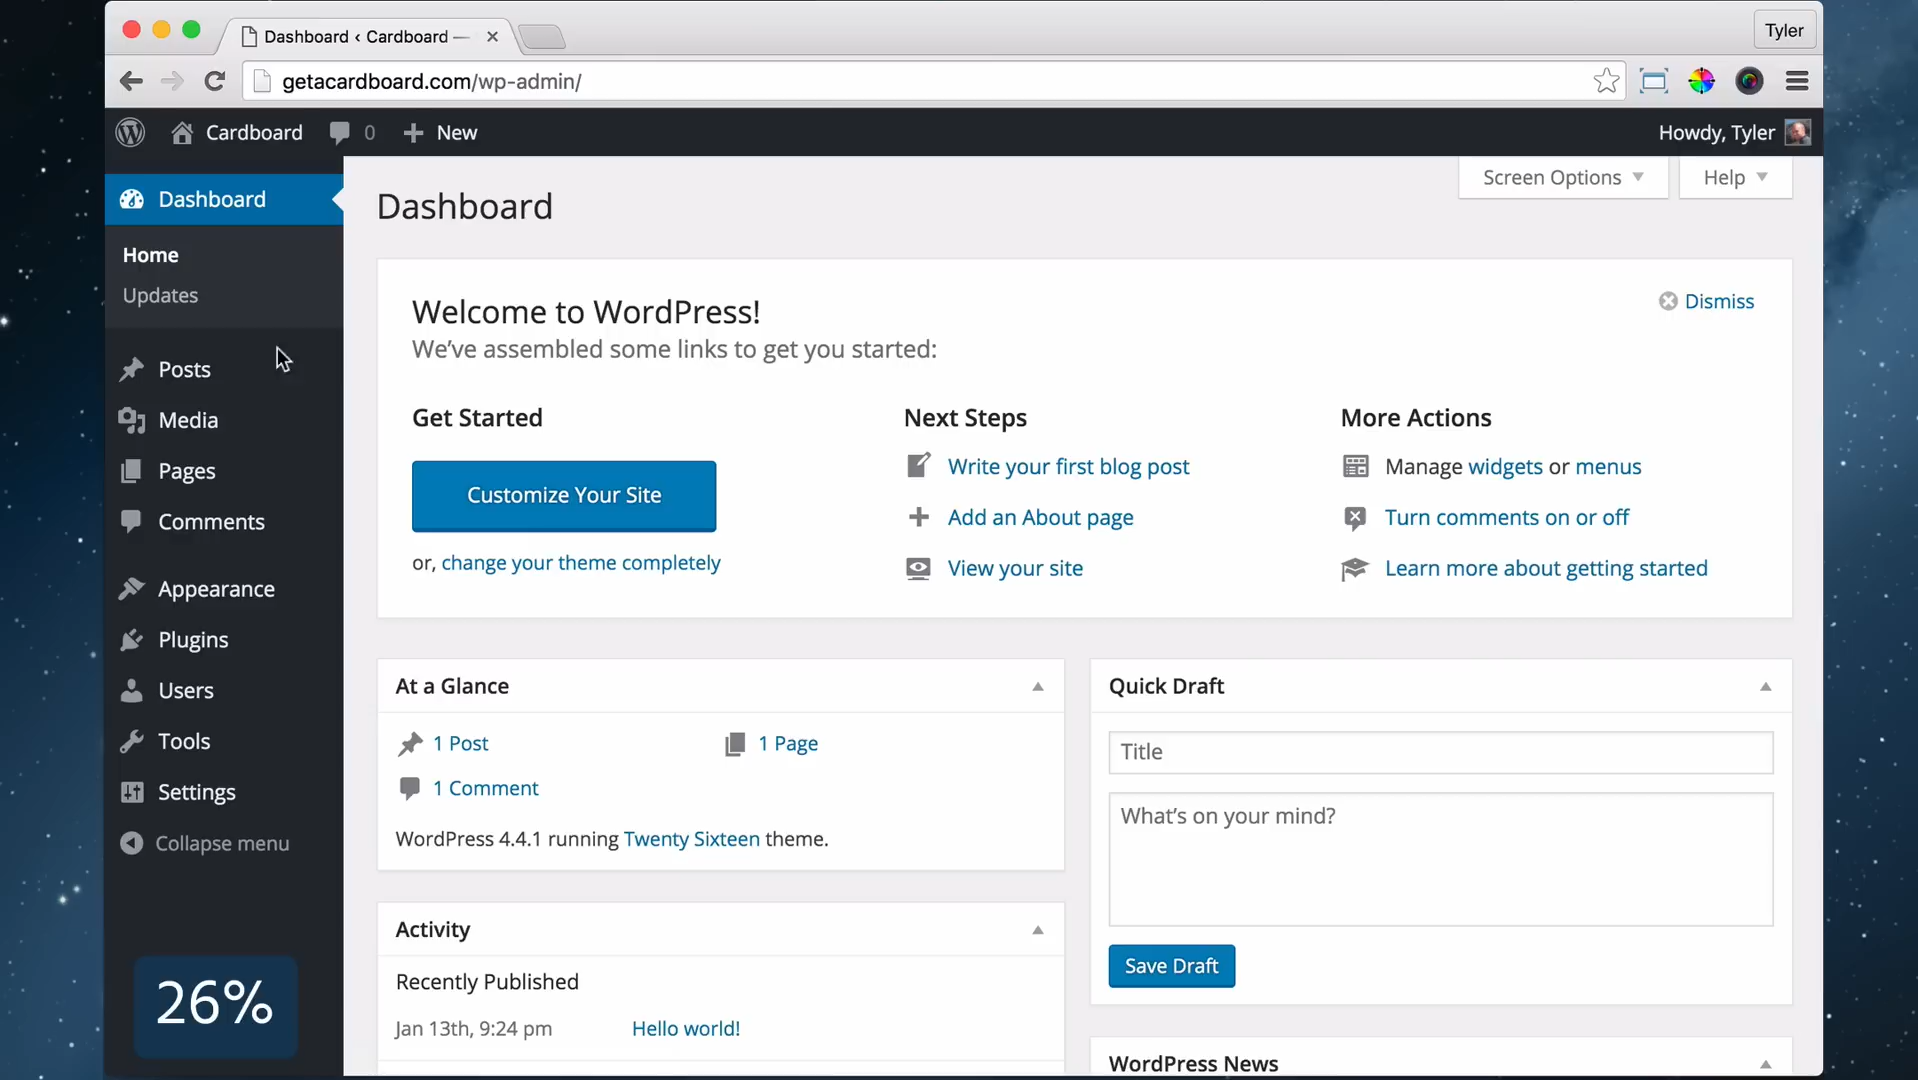 Dashboard ‹ Cardboard —
Tyler
getacardboard.com/wp-admin/
Cardboard 0 New
Howdy, Tyler
Dashboard
Home
Updates
Posts
Media
Pages
Comments
Appearance
Plugins
Users
Tools
Settings
Collapse menu
26%
Screen Options
Help
Dashboard
Welcome to WordPress!
We’ve assembled some links to get you started:
Dismiss
Get Started
Customize Your Site
or, change your theme completely
Next Steps
Write your first blog post
Add an About page
View your site
More Actions
Manage widgets or menus
Turn comments on or off
Learn more about getting started
At a Glance
1 Post
1 Page
1 Comment
WordPress 4.4.1 running Twenty Sixteen theme.
Activity
Recently Published
Jan 13th, 9:24 pm Hello world!
Quick Draft
Title
What’s on your mind?
Save Draft
WordPress News